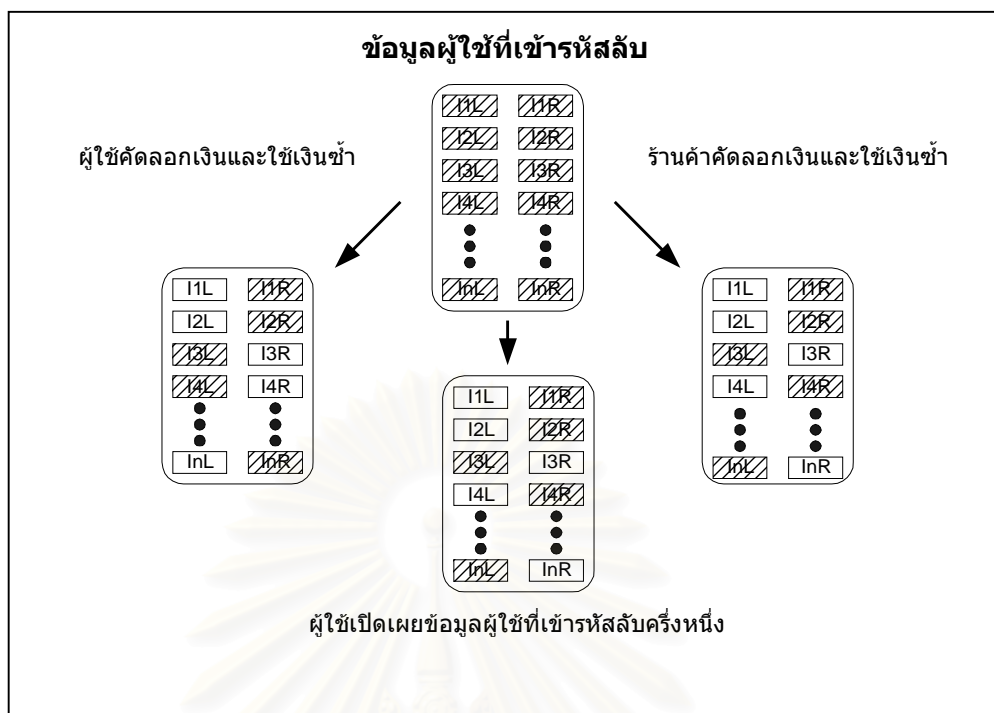 ข้อมูลผู้ใช้ที่เข้ารหัสลับ
I1L I1R
I2L I2R
I3L I3R
I4L I4R
InL InR
ผู้ใช้คัดลอกเงินและใช้เงินซ้ำ
ร้านค้าคัดลอกเงินและใช้เงินซ้ำ
I1L I1R
I2L I2R
I3L I3R
I4L I4R
InL InR
I1L I1R
I2L I2R
I3L I3R
I4L I4R
InL InR
I1L I1R
I2L I2R
I3L I3R
I4L I4R
InL InR
ผู้ใช้เปิดเผยข้อมูลผู้ใช้ที่เข้ารหัสลับครึ่งหนึ่ง